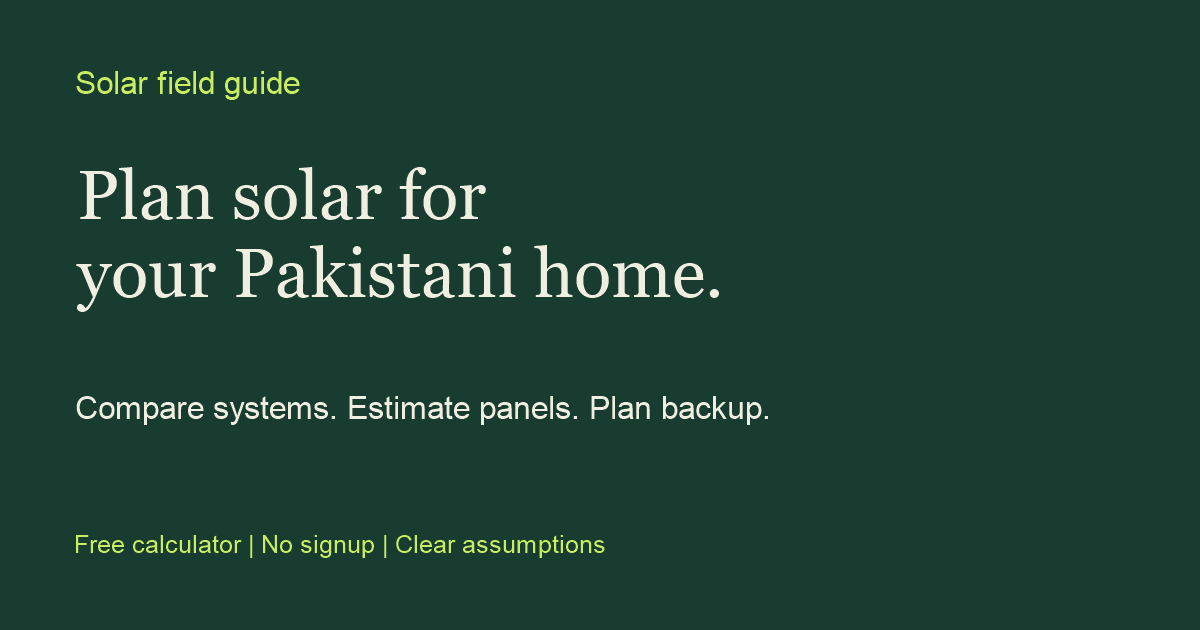 Solar field guide
Plan solar for
your Pakistani home.
Compare systems. Estimate panels. Plan backup.
Free calculator | No signup | Clear assumptions